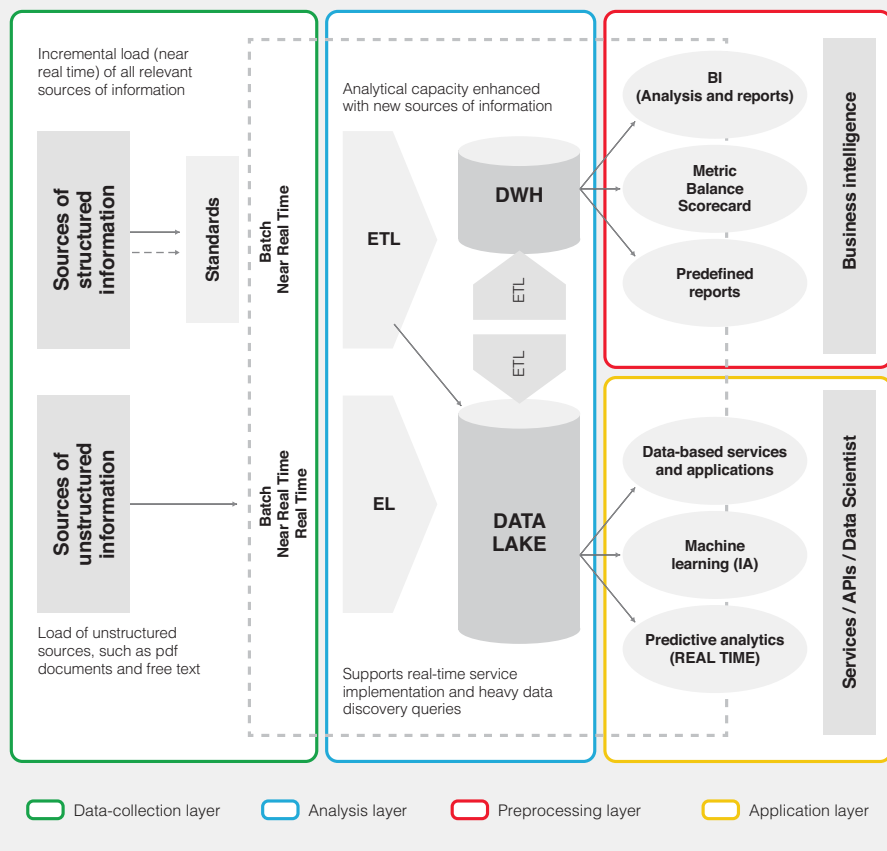 Incremental load (near
real time) of all relevant
sources of information
Sources of
structured
information
Standards
Batch
Near Real Time
Sources of
unstructured
information
Batch
Near Real Time
Real Time
Load of unstructured
sources, such as pdf
documents and free text
Analytical capacity enhanced
with new sources of information
ETL
DWH
ETL
ETL
EL
DATA
LAKE
Supports real-time service
implementation and heavy data
discovery queries
BI
(Analysis and reports)
Metric
Balance
Scorecard
Predefined
reports
Business intelligence
Data-based services
and applications
Machine
learning (IA)
Predictive analytics
(REAL TIME)
Services / APIs / Data Scientist
Data-collection layer
Analysis layer
Preprocessing layer
Application layer